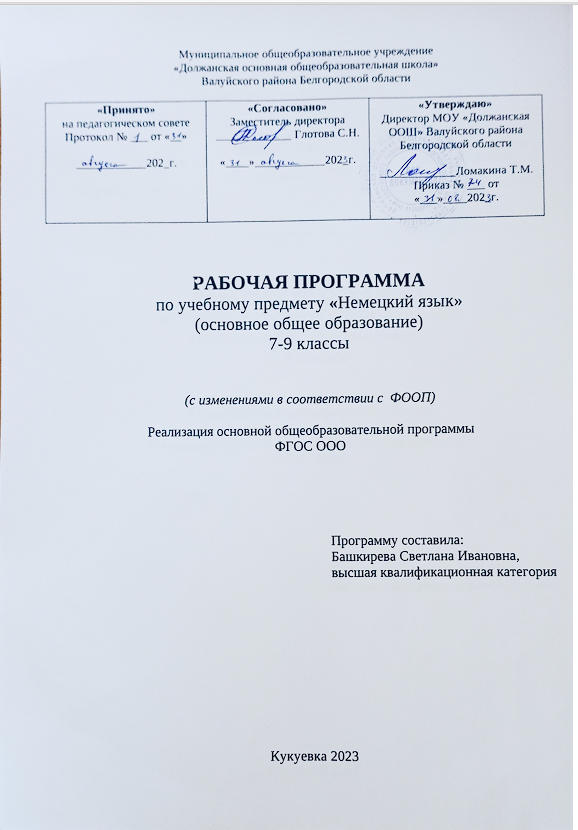 Муниципальное общеобразовательное учреждение
«Должанская основная общеобразовательная школа»
Валуйского района Белгородской области
«Принято»
на педагогическом совете
Протокол № 1 от «31»
августа 202_г.
«Согласовано»
Заместитель директора
Глотова С.Н.
«31» августа 2023г.
«Утверждаю»
Директор МОУ «Должанская
ООШ» Валуйского района
Белгородской области
Ломакина Т.М.
Приказ № 74 от
«31» 08 2023г.
РАБОЧАЯ ПРОГРАММА
по учебному предмету «Немецкий язык»
(основное общее образование)
7-9 классы
(с изменениями в соответствии с ФООП)
Реализация основной общеобразовательной программы
ФГОС ООО
Программу составила:
Башкирева Светлана Ивановна,
высшая квалификационная категория
Кукуевка 2023